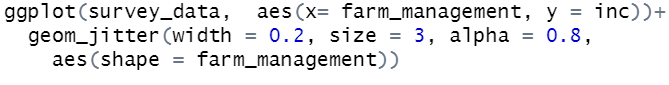 ggplot(survey_data,  aes(x= farm_management, y = inc))+
  geom_jitter(width = 0.2, size = 3, alpha = 0.8,
    aes(shape = farm_management))